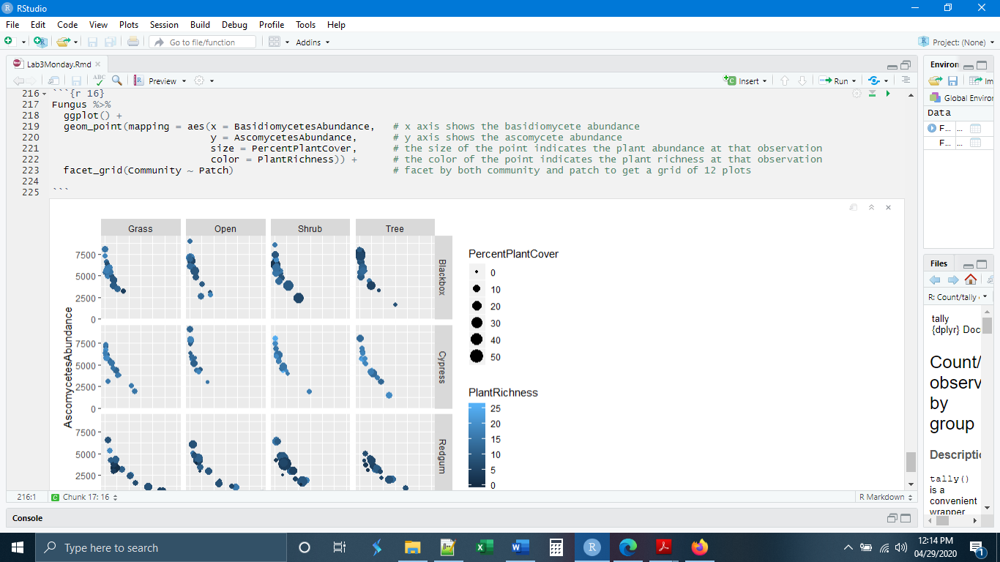 RStudio
File Edit Code View Plots Session Build Debug Profile Tools Help
Go to file/function Addins Project: (None)
Lab3Monday.Rmd Environ
ABC Preview Insert Run Im
Global Enviro
216 ```{r 16}
217 Fungus %>%
218 ggplot() +
219 geom_point(mapping = aes(x = BasidiomycetesAbundance, # x axis shows the basidiomycete abundance
220 y = AscomycetesAbundance, # y axis shows the ascomycete abundance
221 size = PercentPlantCover, # the size of the point indicates the plant abundance at that observation
222 color = PlantRichness)) + # the color of the point indicates the plant richness at that observation
223 facet_grid(Community ~ Patch) # facet by both community and patch to get a grid of 12 plots
224
225 ```
Data
F... ...
F... ...
Grass Open Shrub Tree
7500
5000
2500
0
Blackbox
7500
5000
2500
0
Cypress
7500
5000
2500
Redgum
AscomycetesAbundance
PercentPlantCover
0
10
20
30
40
50
PlantRichness
25
20
15
10
5
0
Files
R: Count/tally
tally
{dplyr} Doc
Count/
observ
by
group
Descripti
tally()
is a
convenient
wrapper
216:1 C Chunk 17: 16 R Markdown
Console
Type here to search
12:14 PM
04/29/2020
1